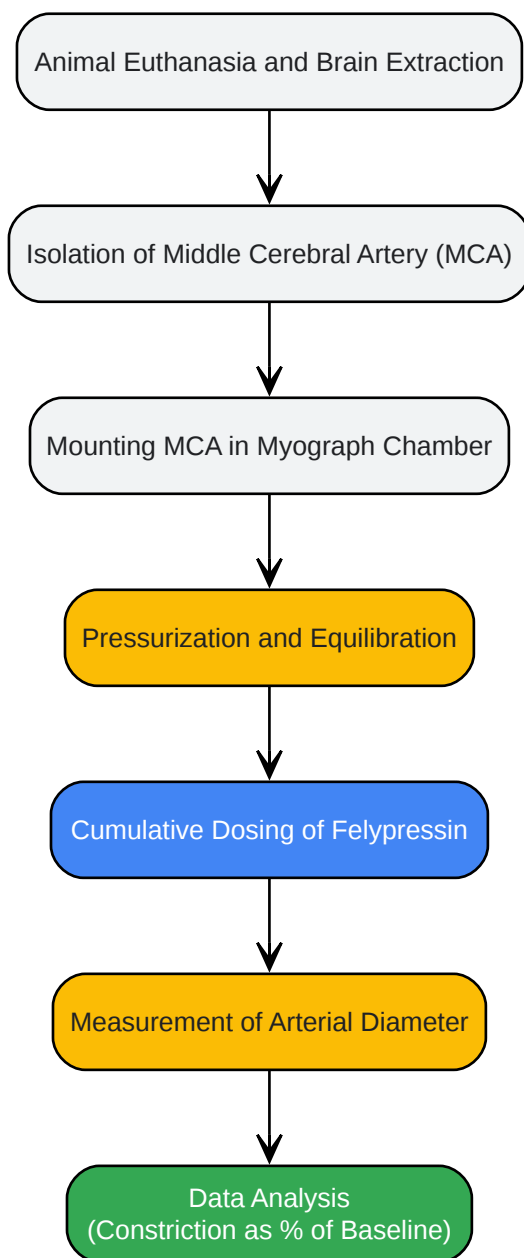 Animal Euthanasia and Brain Extraction
Isolation of Middle Cerebral Artery (MCA)
Mounting MCA in Myograph Chamber
Pressurization and Equilibration
Cumulative Dosing of Felypressin
Measurement of Arterial Diameter
Data Analysis
(Constriction as % of Baseline)